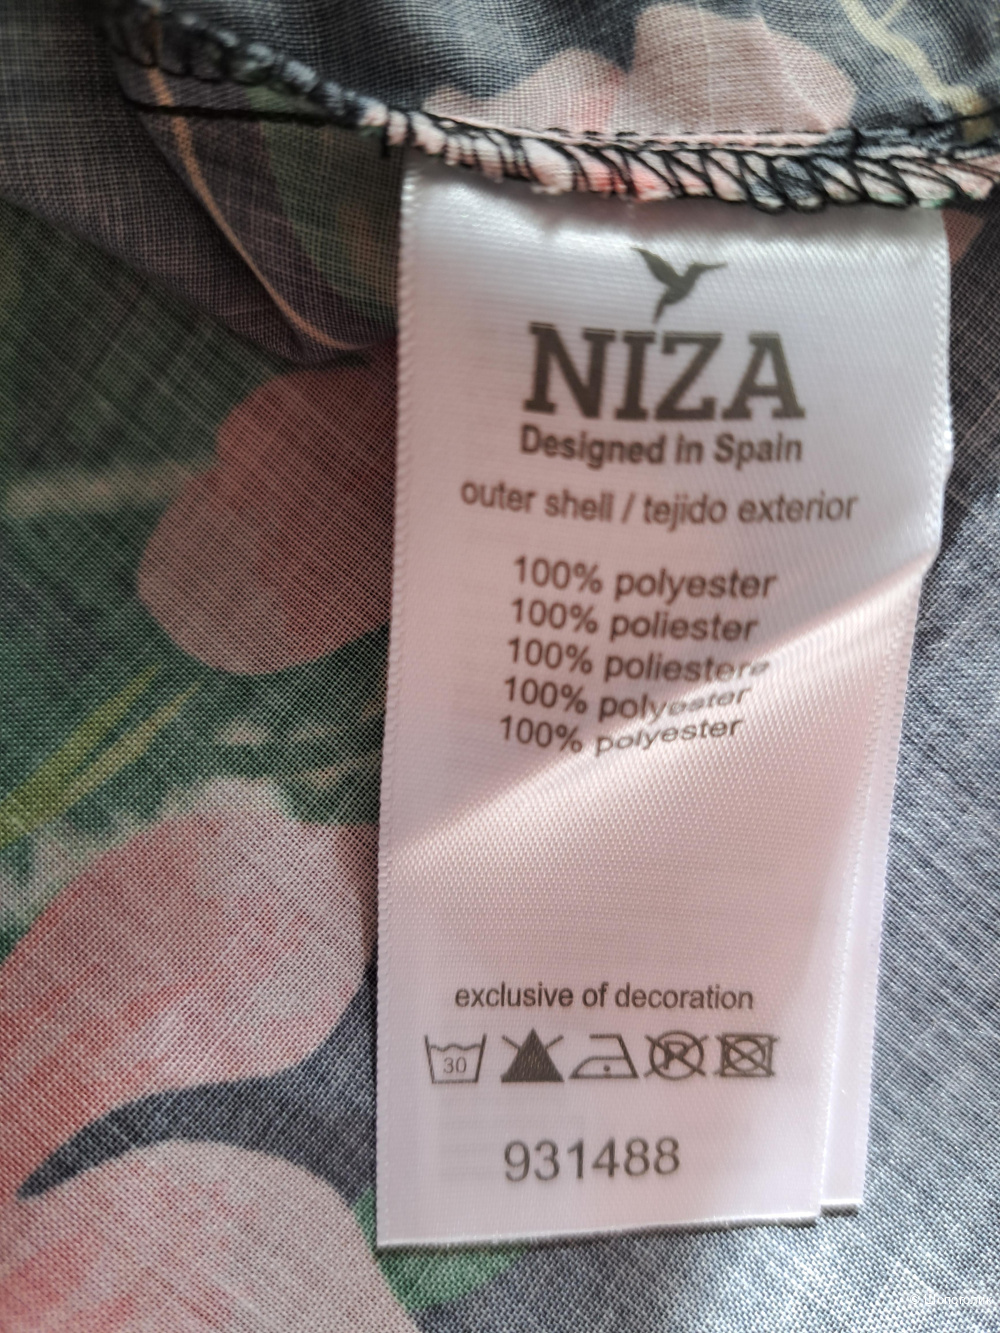 NIZA
Designed in Spain
outer shell / tejido exterior
100% polyester
100% poliester
100% poliestere
100% polyester
100% polyester
exclusive of decoration
30
931488